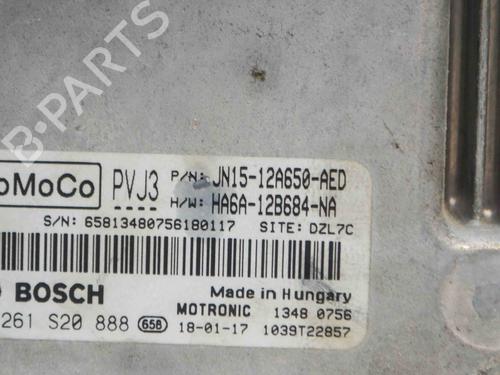 B-PARTS
oMoCo PVJ3 P/N: JN15-12A650-AED
H/W: HA6A-12B684-NA
S/N: 65813480756180117 SITE: DZL7C
BOSCH Made in Hungary
261 S20 888 658 MOTRONIC 1348 0756
18-01-17 1039T22857